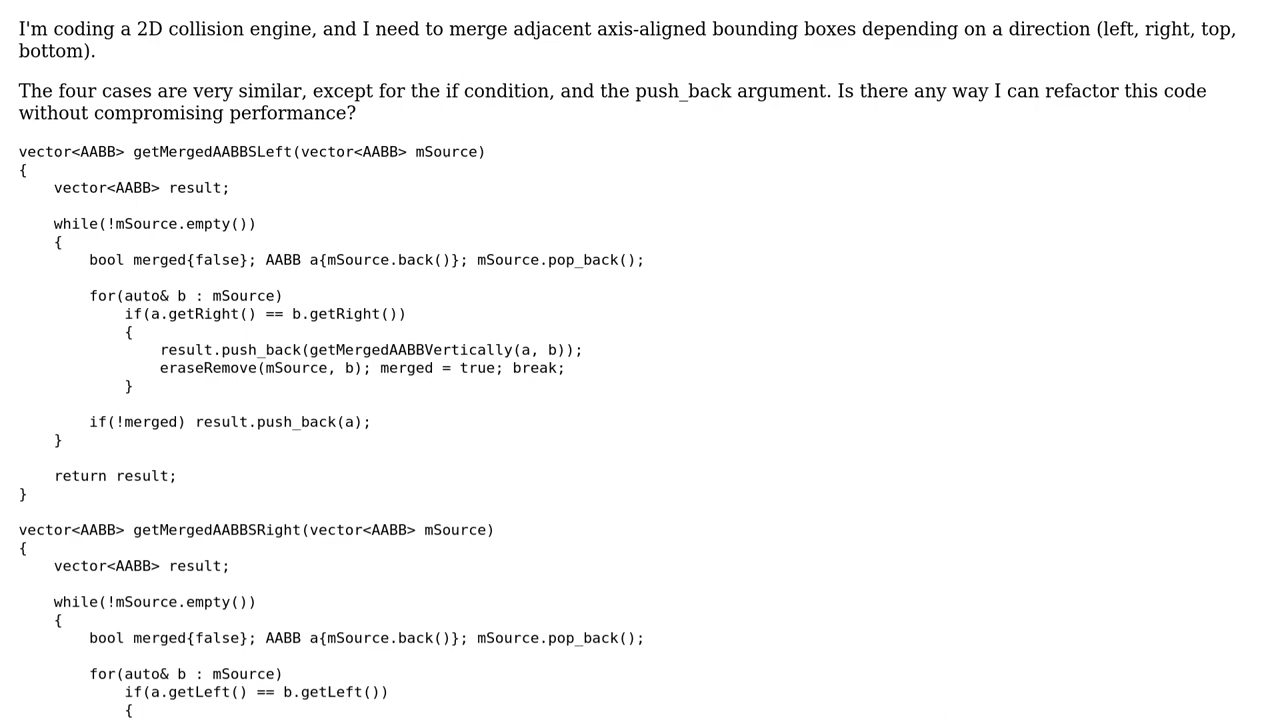 I'm coding a 2D collision engine, and I need to merge adjacent axis-aligned bounding boxes depending on a direction (left, right, top,
bottom).
The four cases are very similar, except for the if condition, and the push_back argument. Is there any way I can refactor this code
without compromising performance?
vector<AABB> getMergedAABBSLeft(vector<AABB> mSource)
{
    vector<AABB> result;
    while(!mSource.empty())
    {
        bool merged{false}; AABB a{mSource.back()}; mSource.pop_back();
        for(auto& b : mSource)
            if(a.getRight() == b.getRight())
            {
                result.push_back(getMergedAABBVertically(a, b));
                eraseRemove(mSource, b); merged = true; break;
            }
        if(!merged) result.push_back(a);
    }
    return result;
}
vector<AABB> getMergedAABBSRight(vector<AABB> mSource)
{
    vector<AABB> result;
    while(!mSource.empty())
    {
        bool merged{false}; AABB a{mSource.back()}; mSource.pop_back();
        for(auto& b : mSource)
            if(a.getLeft() == b.getLeft())
            {